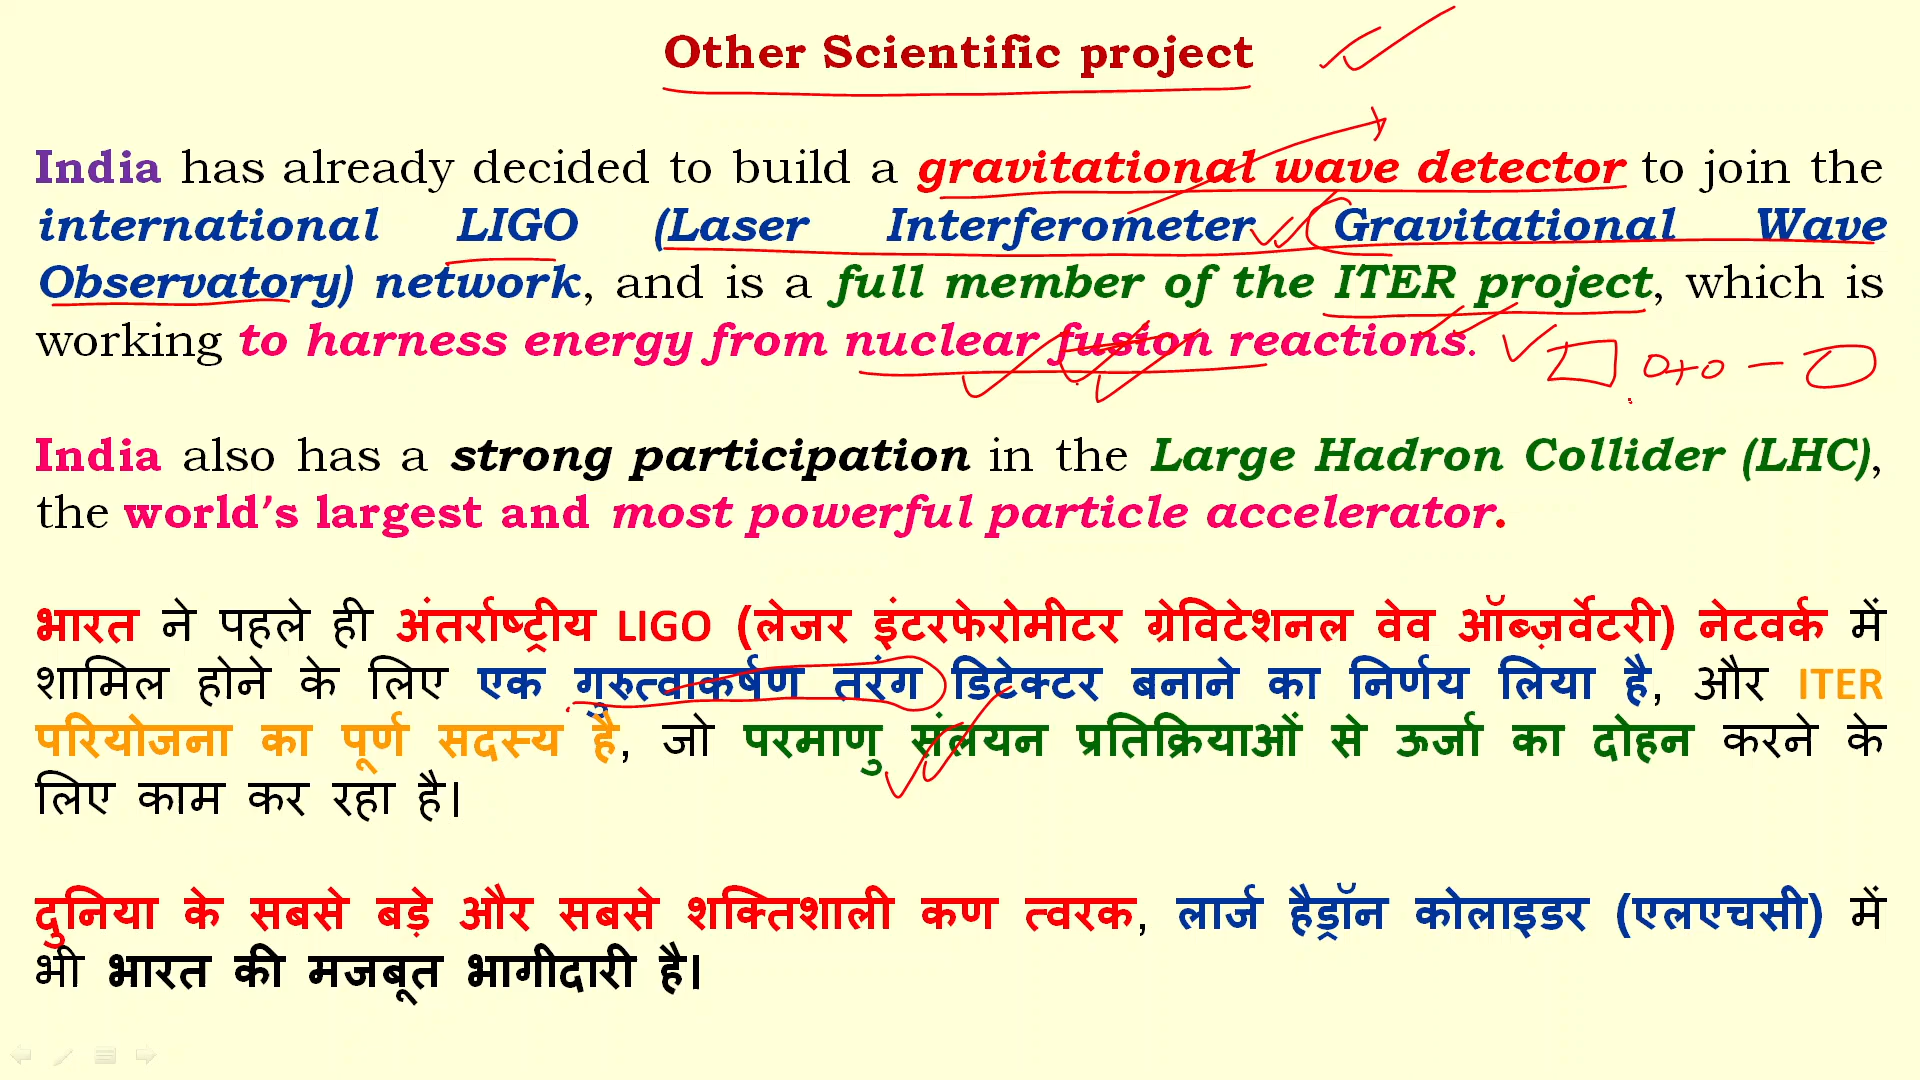 Other Scientific project
India has already decided to build a gravitational wave detector to join the
international LIGO (Laser Interferometer Gravitational Wave
Observatory) network, and is a full member of the ITER project, which is
working to harness energy from nuclear fusion reactions.
India also has a strong participation in the Large Hadron Collider (LHC),
the world's largest and most powerful particle accelerator.
भारत ने पहले ही अंतर्राष्ट्रीय LIGO (लेजर इंटरफेरोमीटर ग्रेविटेशनल वेव ऑब्ज़र्वेटरी) नेटवर्क में
शामिल होने के लिए एक गुरुत्वाकर्षण तरंग डिटेक्टर बनाने का निर्णय लिया है, और ITER
परियोजना का पूर्ण सदस्य है, जो परमाणु संलयन प्रतिक्रियाओं से ऊर्जा का दोहन करने के
लिए काम कर रहा है।
दुनिया के सबसे बड़े और सबसे शक्तिशाली कण त्वरक, लार्ज हैड्रॉन कोलाइडर (एलएचसी) में
भी भारत की मजबूत भागीदारी है।